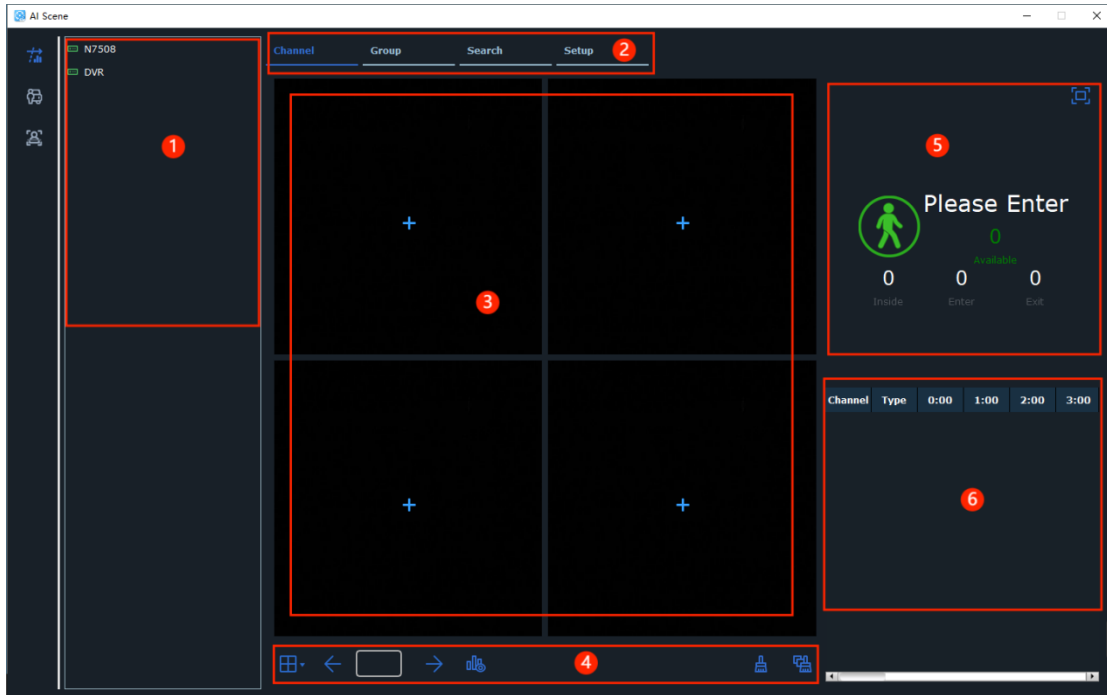 AI Scene
N7508
DVR
1
Channel Group Search Setup 2
3
4
5
Please Enter
0
Available
0 0 0
Inside Enter Exit
Channel Type 0:00 1:00 2:00 3:00
6